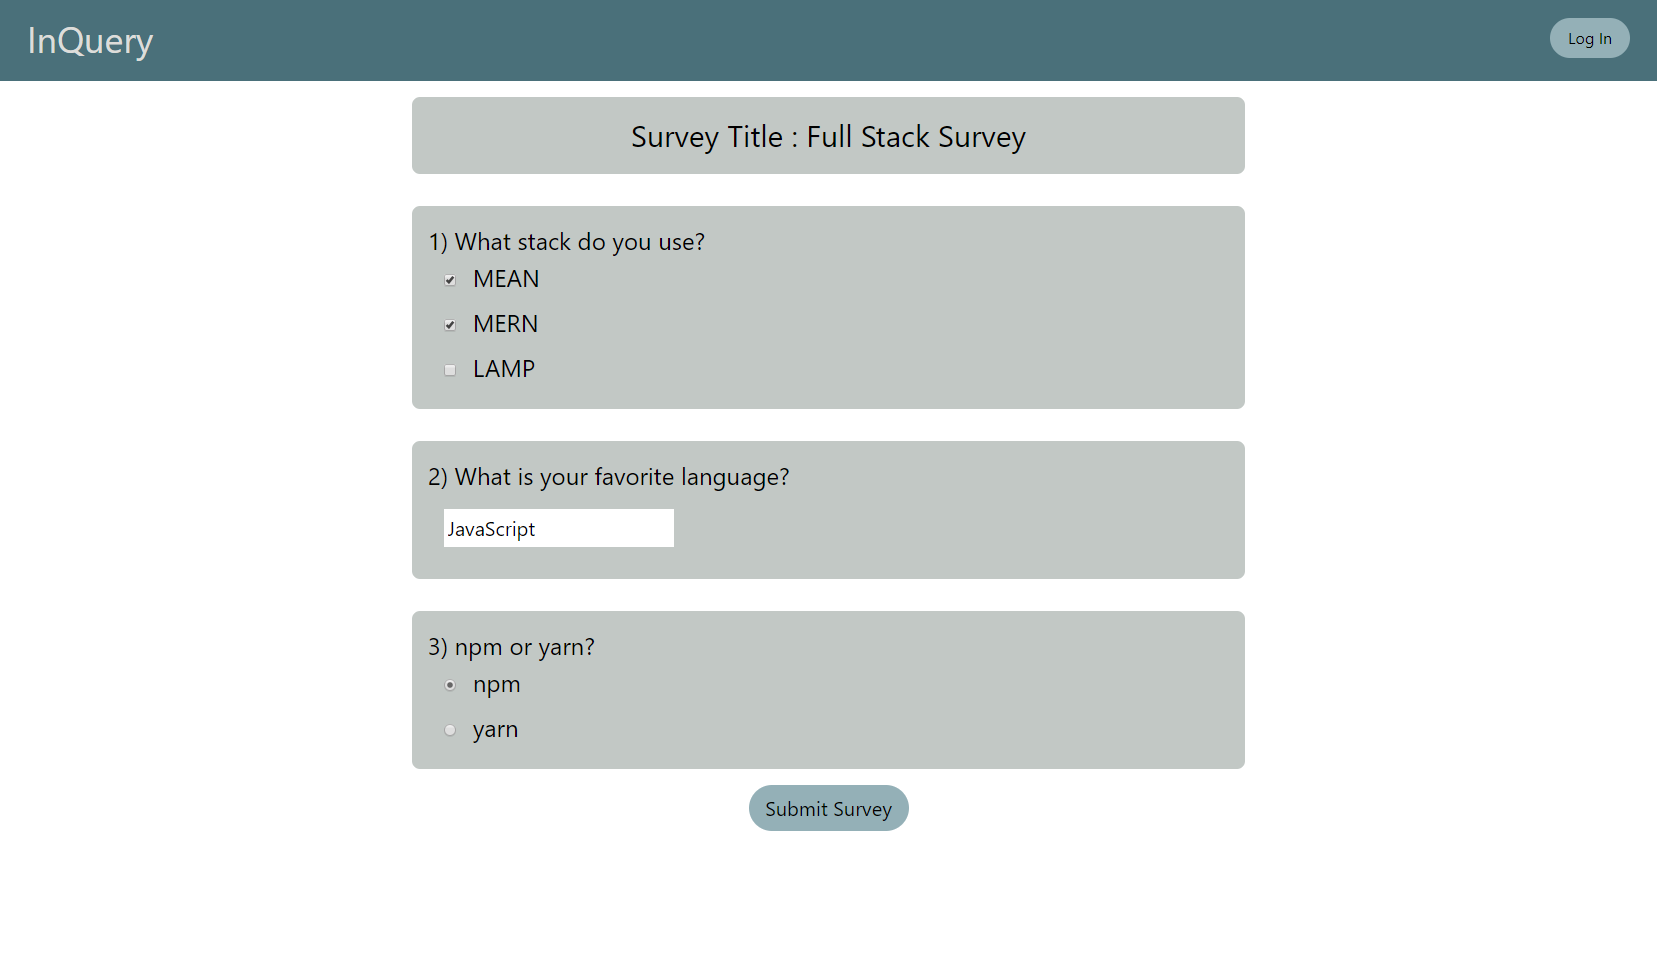 InQuery
Log In
Survey Title : Full Stack Survey
1) What stack do you use?
MEAN
MERN
LAMP
2) What is your favorite language?
JavaScript
3) npm or yarn?
npm
yarn
Submit Survey